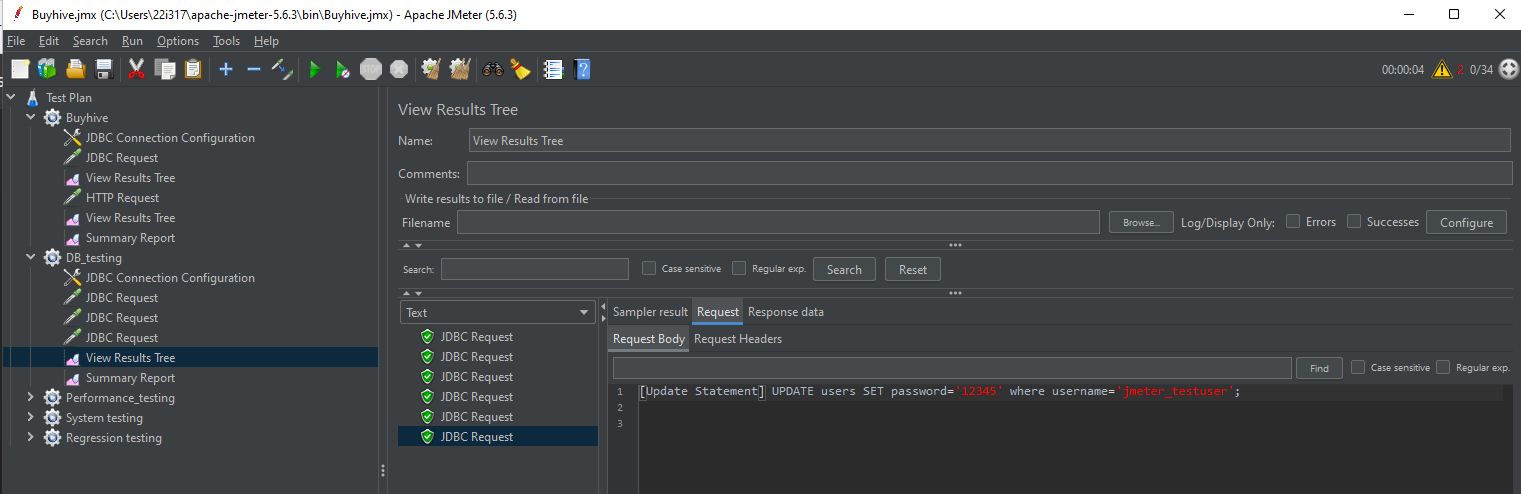 Buyhive.jmx (C:\Users\22i317\apache-jmeter-5.6.3\bin\Buyhive.jmx) - Apache JMeter (5.6.3)
File Edit Search Run Options Tools Help
STOP
00:00:04 2 0/34
Test Plan
Buyhive
JDBC Connection Configuration
JDBC Request
View Results Tree
HTTP Request
View Results Tree
Summary Report
DB_testing
JDBC Connection Configuration
JDBC Request
JDBC Request
JDBC Request
View Results Tree
Summary Report
Performance_testing
System testing
Regression testing
View Results Tree
Name: View Results Tree
Comments:
Write results to file / Read from file
Filename Browse... Log/Display Only: Errors Successes Configure
Search: Case sensitive Regular exp. Search Reset
Text
JDBC Request
JDBC Request
JDBC Request
JDBC Request
JDBC Request
JDBC Request
Sampler result Request Response data
Request Body Request Headers
Find Case sensitive Regular exp.
1 [Update Statement] UPDATE users SET password='12345' where username='jmeter_testuser';
2
3